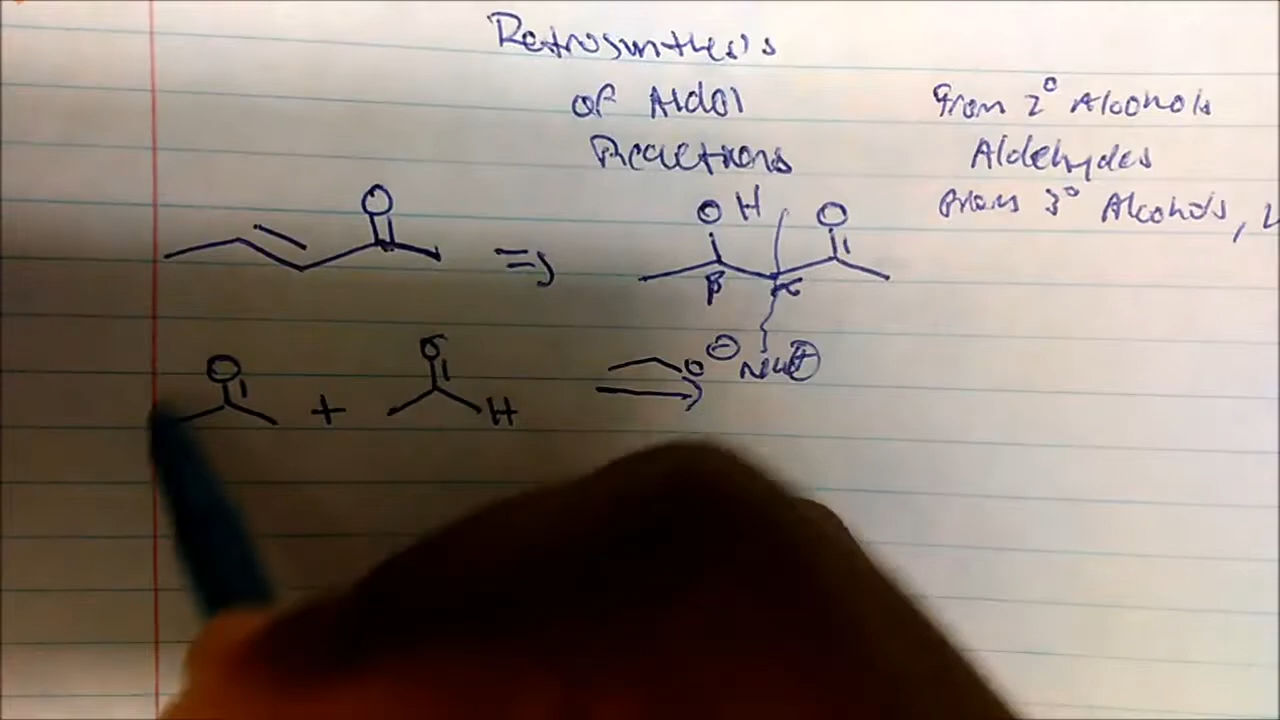 Retrosynthesis
of Aldol
Reactions
From 2° Alcohols
Aldehydes
From 3° Alcohols,
O
O H O
β α
O + O H
O ⊖ Na ⊕